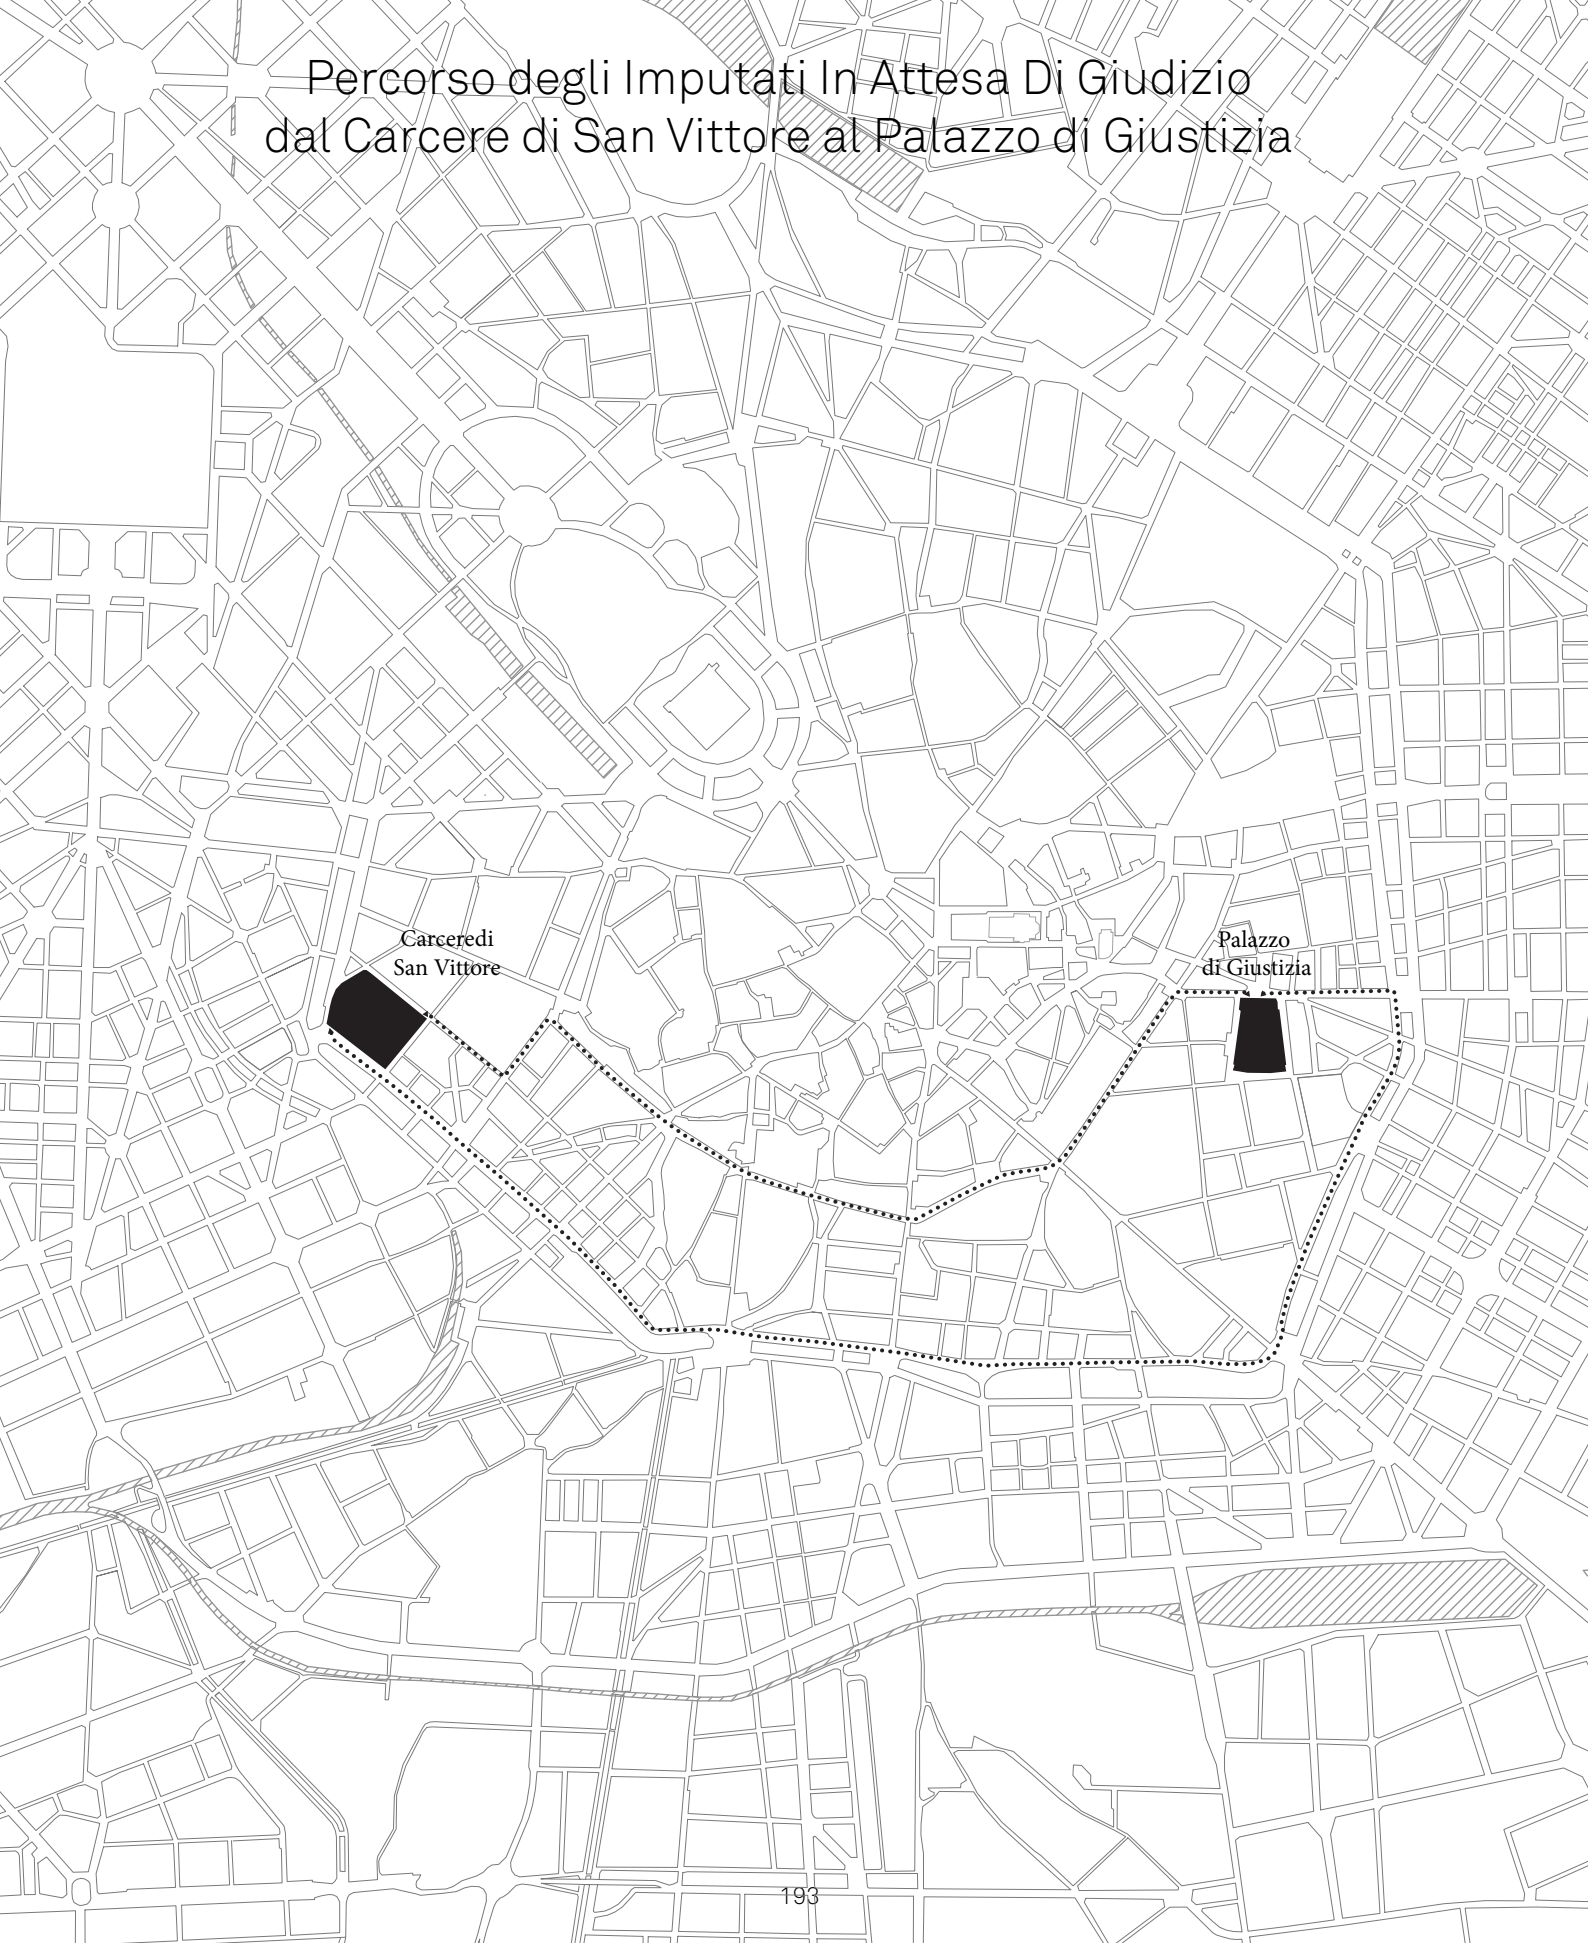 Percorso degli Imputati In Attesa Di Giudizio
dal Carcere di San Vittore al Palazzo di Giustizia
Carceredi
San Vittore
Palazzo
di Giustizia
193